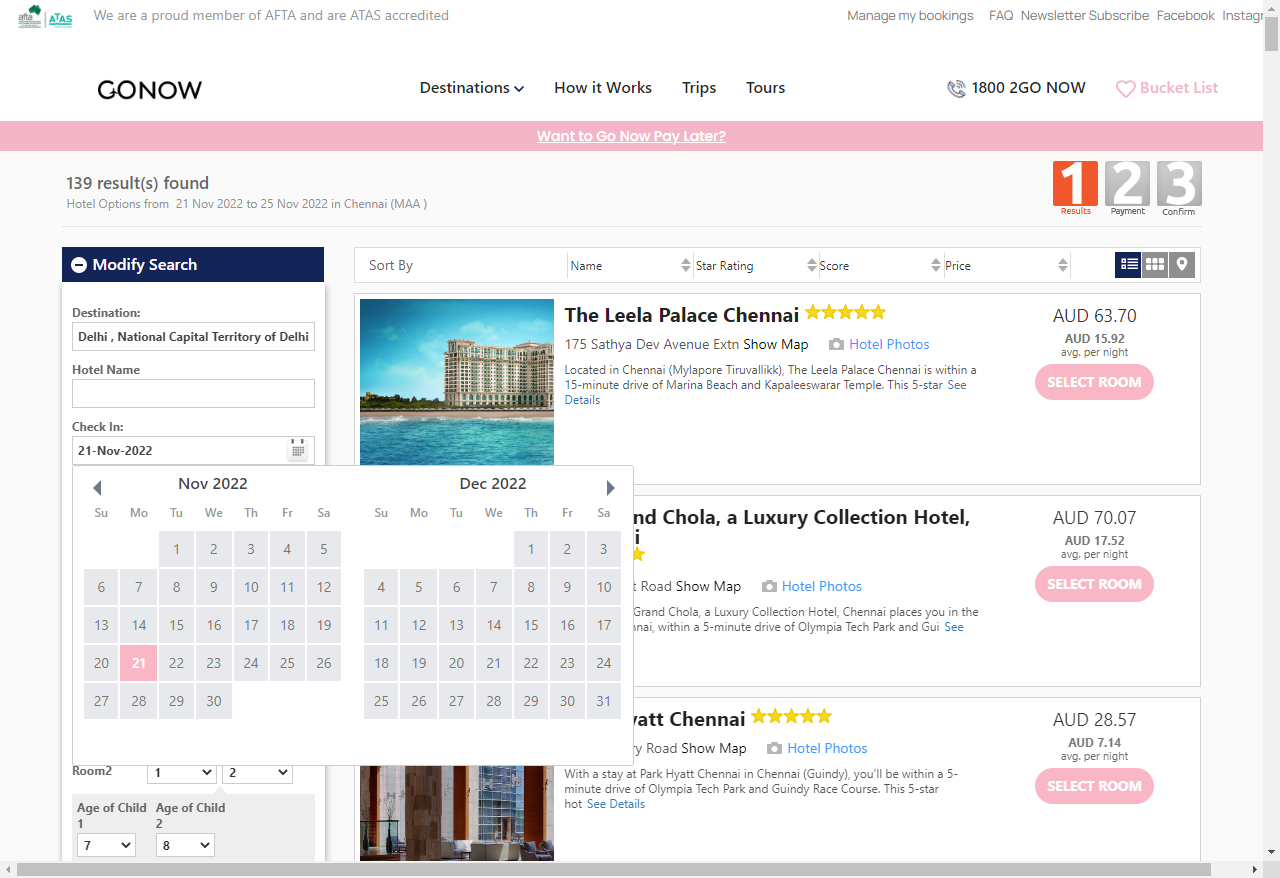 afta ATAS We are a proud member of AFTA and are ATAS accredited
Manage my bookings FAQ Newsletter Subscribe Facebook Instagr
GONOW Destinations How it Works Trips Tours 1800 2GO NOW Bucket List
Want to Go Now Pay Later?
139 result(s) found
Hotel Options from 21 Nov 2022 to 25 Nov 2022 in Chennai (MAA )
1 2 3
Results Payment Confirm
Modify Search
Destination:
Delhi , National Capital Territory of Delhi
Hotel Name
Check In:
21-Nov-2022
Nov 2022
Su Mo Tu We Th Fr Sa
1 2 3 4 5
6 7 8 9 10 11 12
13 14 15 16 17 18 19
20 21 22 23 24 25 26
27 28 29 30
Dec 2022
Su Mo Tu We Th Fr Sa
1 2 3
4 5 6 7 8 9 10
11 12 13 14 15 16 17
18 19 20 21 22 23 24
25 26 27 28 29 30 31
Room2 1 2
Age of Child 1 Age of Child 2
7 8
Sort By Name Star Rating Score Price
The Leela Palace Chennai
175 Sathya Dev Avenue Extn Show Map Hotel Photos
Located in Chennai (Mylapore Tiruvallikk), The Leela Palace Chennai is within a
15-minute drive of Marina Beach and Kapaleeswarar Temple. This 5-star See
Details
AUD 63.70
AUD 15.92
avg. per night
SELECT ROOM
nd Chola, a Luxury Collection Hotel,
i
t Road Show Map Hotel Photos
Grand Chola, a Luxury Collection Hotel, Chennai places you in the
nnai, within a 5-minute drive of Olympia Tech Park and Gui See
AUD 70.07
AUD 17.52
avg. per night
SELECT ROOM
yatt Chennai
ry Road Show Map Hotel Photos
With a stay at Park Hyatt Chennai in Chennai (Guindy), you'll be within a 5-
minute drive of Olympia Tech Park and Guindy Race Course. This 5-star
hot See Details
AUD 28.57
AUD 7.14
avg. per night
SELECT ROOM